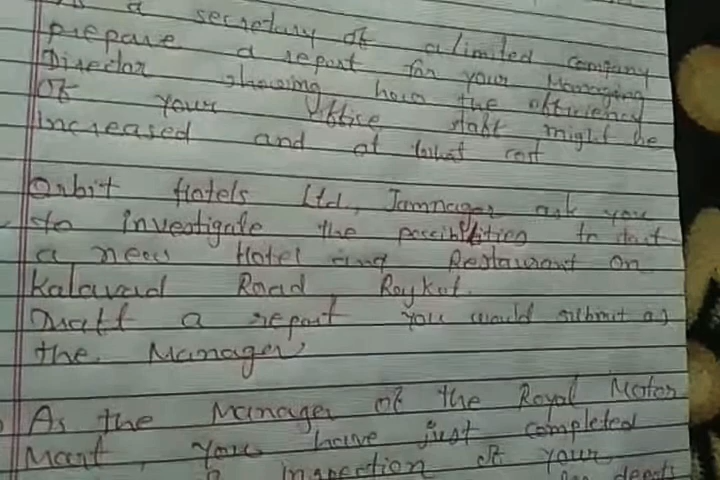 As a secretary of a limited company
prepare a report for your Managing
Director showing how the efficiency
of your office staff might be
increased and at what cost
Orbit Hotels Ltd, Jamnagar ask you
to investigate the possibilities to start
a new Hotel and Restaurant on
Kalavad Road, Rajkot.
Draft a report you would submit as
the Manager
As the Manager of the Royal Motor
Mart, you have just completed
inspection of your
depots